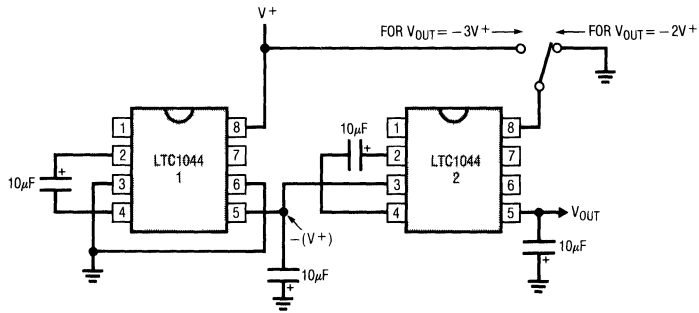 V+
FOR VOUT = −3V+
FOR VOUT = −2V+
1
2
3
4
LTC1044
1
8
7
6
5
10µF
+
−(V+)
10µF
+
10µF
+
1
2
3
4
LTC1044
2
8
7
6
5
VOUT
10µF
+